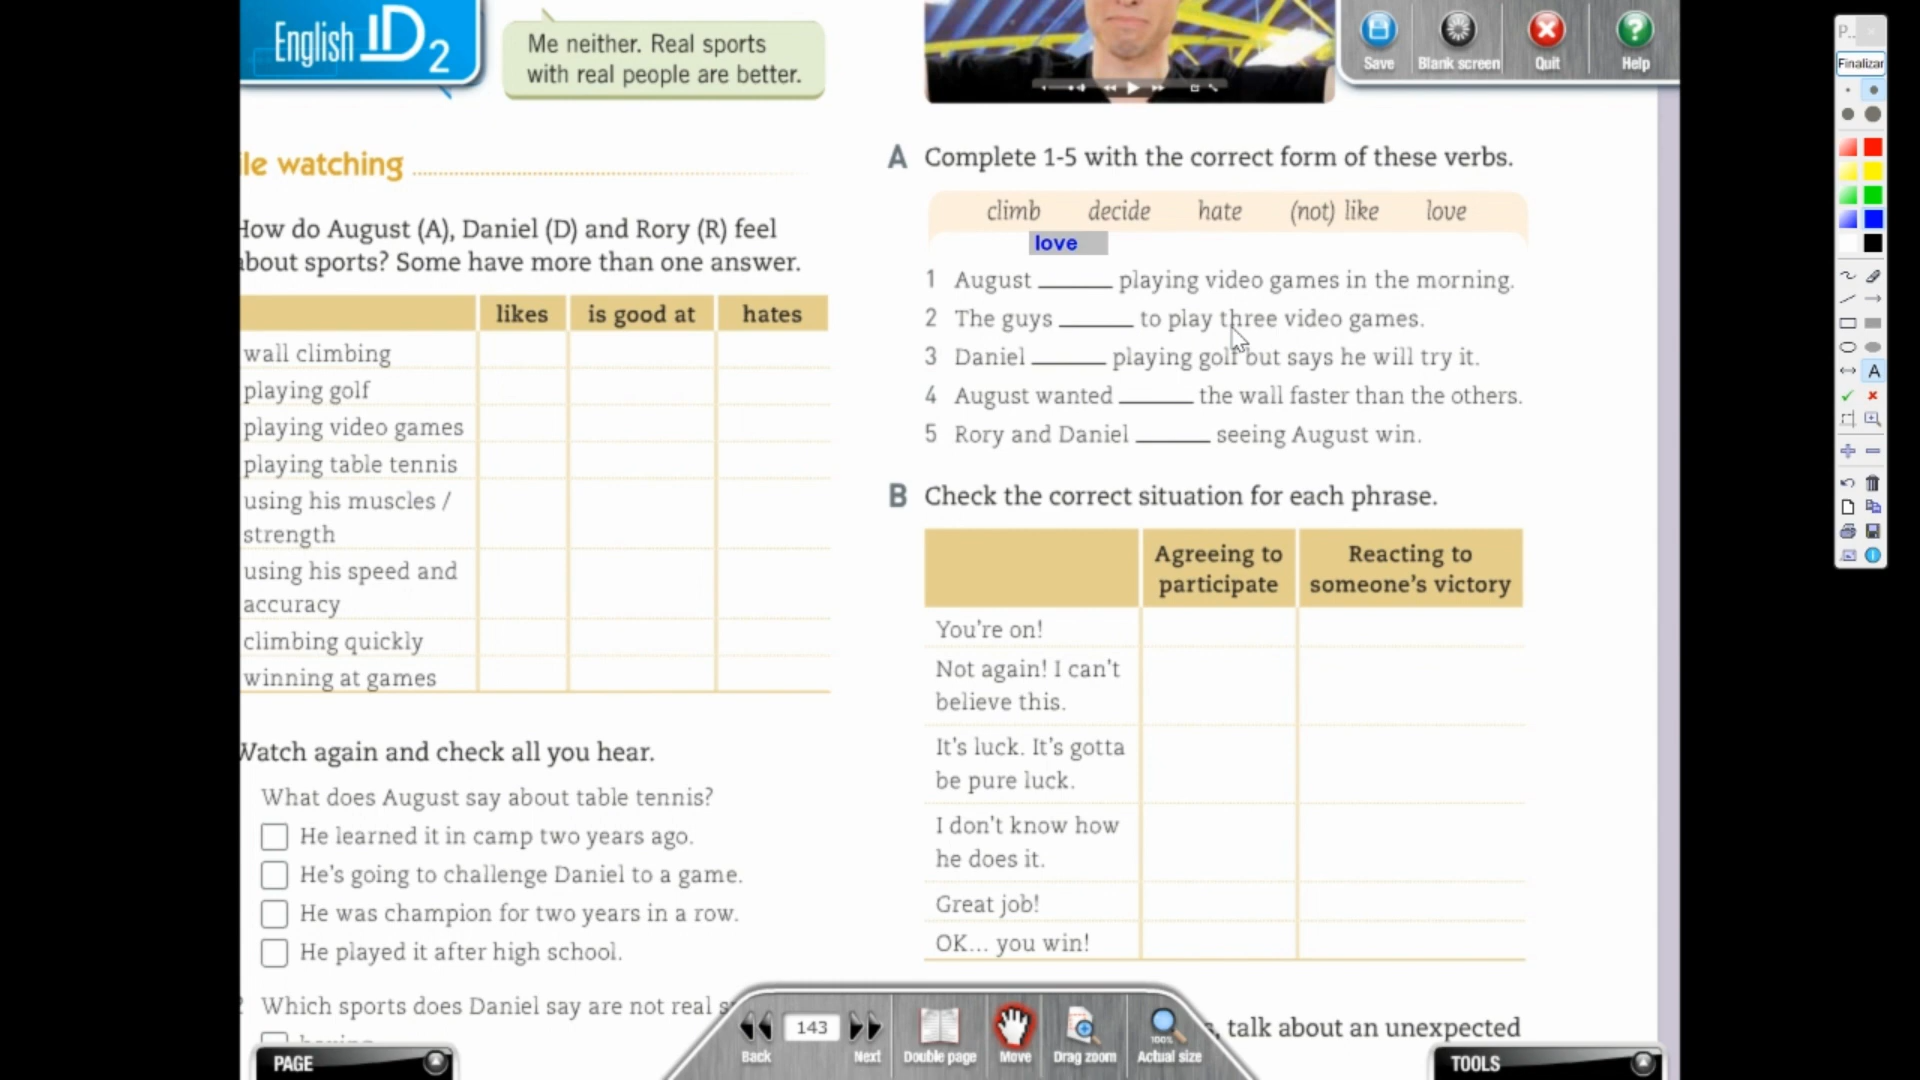 English ID 2
Me neither. Real sports
with real people are better.
Save
Blank screen
Quit
Help
P..
Finalizar
ile watching
How do August (A), Daniel (D) and Rory (R) feel
about sports? Some have more than one answer.
likes
is good at
hates
wall climbing
playing golf
playing video games
playing table tennis
using his muscles /
strength
using his speed and
accuracy
climbing quickly
winning at games
Watch again and check all you hear.
What does August say about table tennis?
He learned it in camp two years ago.
He's going to challenge Daniel to a game.
He was champion for two years in a row.
He played it after high school.
Which sports does Daniel say are not real s
A Complete 1-5 with the correct form of these verbs.
climb decide hate (not) like love
love
1 August ______ playing video games in the morning.
2 The guys ______ to play three video games.
3 Daniel ______ playing golf but says he will try it.
4 August wanted ______ the wall faster than the others.
5 Rory and Daniel ______ seeing August win.
B Check the correct situation for each phrase.
Agreeing to
participate
Reacting to
someone's victory
You're on!
Not again! I can't
believe this.
It's luck. It's gotta
be pure luck.
I don't know how
he does it.
Great job!
OK... you win!
s, talk about an unexpected
PAGE
Back
143
Next
Double page
Move
Drag zoom
100%
Actual size
TOOLS
A